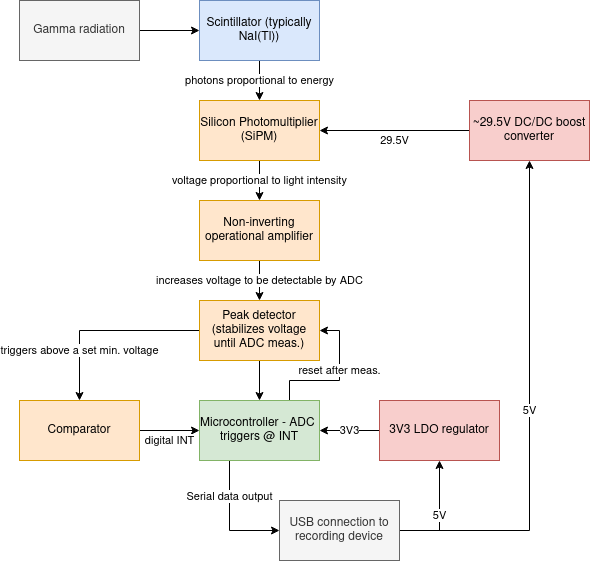 Gamma radiation
Scintillator (typically
NaI(Tl))
photons proportional to energy
Silicon Photomultiplier
(SiPM)
29.5V
~29.5V DC/DC boost
converter
voltage proportional to light intensity
Non-inverting
operational amplifier
increases voltage to be detectable by ADC
Peak detector
(stabilizes voltage
until ADC meas.)
triggers above a set min. voltage
reset after meas.
Comparator
digital INT
Microcontroller - ADC
triggers @ INT
3V3
3V3 LDO regulator
5V
Serial data output
5V
USB connection to
recording device